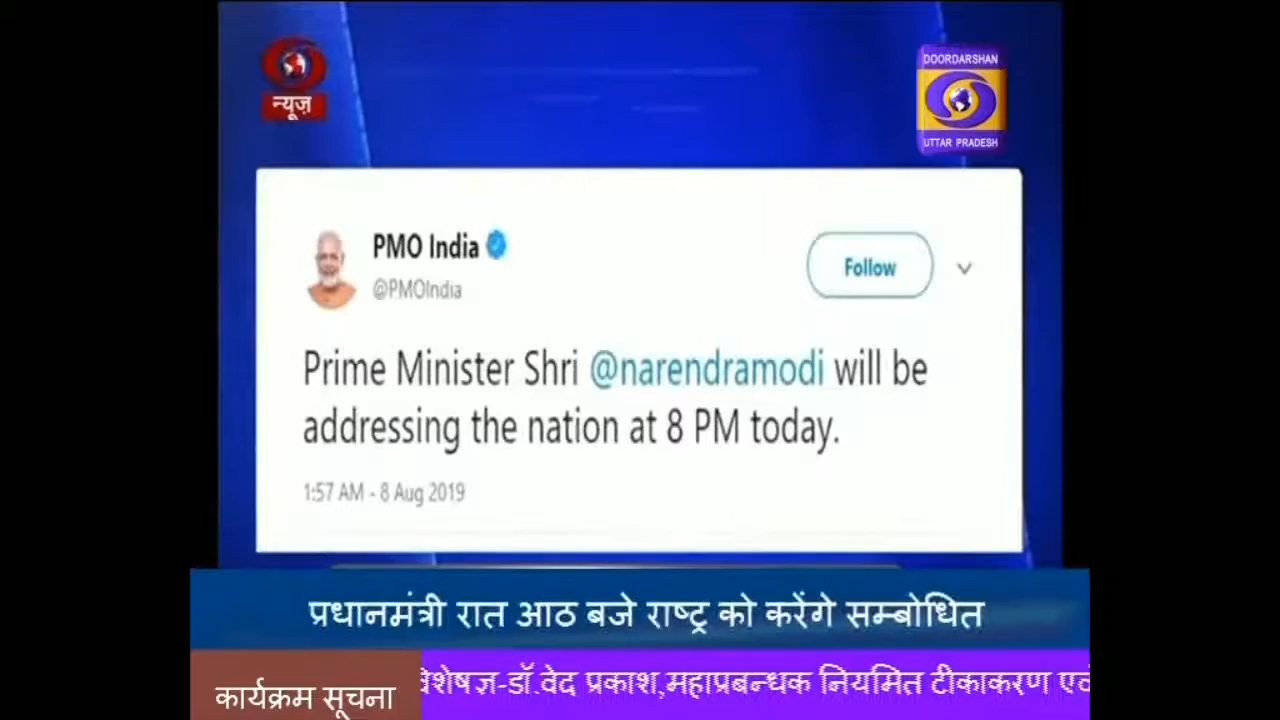 न्यूज़
DOORDARSHAN
UTTAR PRADESH
PMO India
@PMOIndia
Follow
Prime Minister Shri @narendramodi will be
addressing the nation at 8 PM today.
1:57 AM - 8 Aug 2019
प्रधानमंत्री रात आठ बजे राष्ट्र को करेंगे सम्बोधित
कार्यक्रम सूचना
विशेषज्ञ-डॉ.वेद प्रकाश,महाप्रबन्धक नियमित टीकाकरण एवं